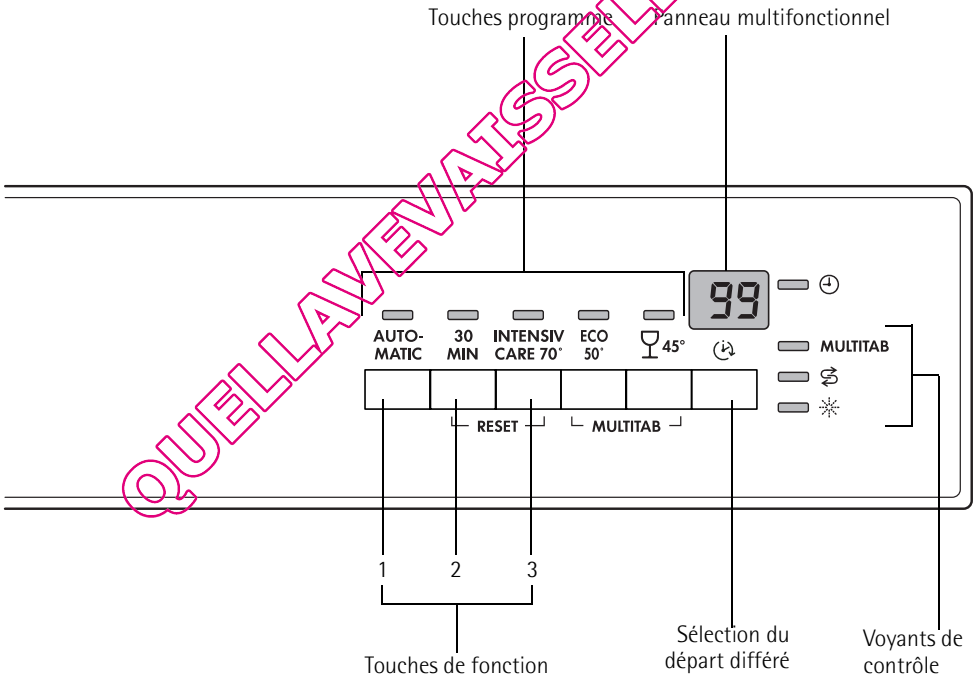 Touches programme
Panneau multifonctionnel
QUELLAVEVAISSELL
99
AUTO-
MATIC
30
MIN
INTENSIV
CARE 70°
ECO
50°
45°
MULTITAB
RESET
MULTITAB
1
2
3
Touches de fonction
Sélection du
départ différé
Voyants de
contrôle